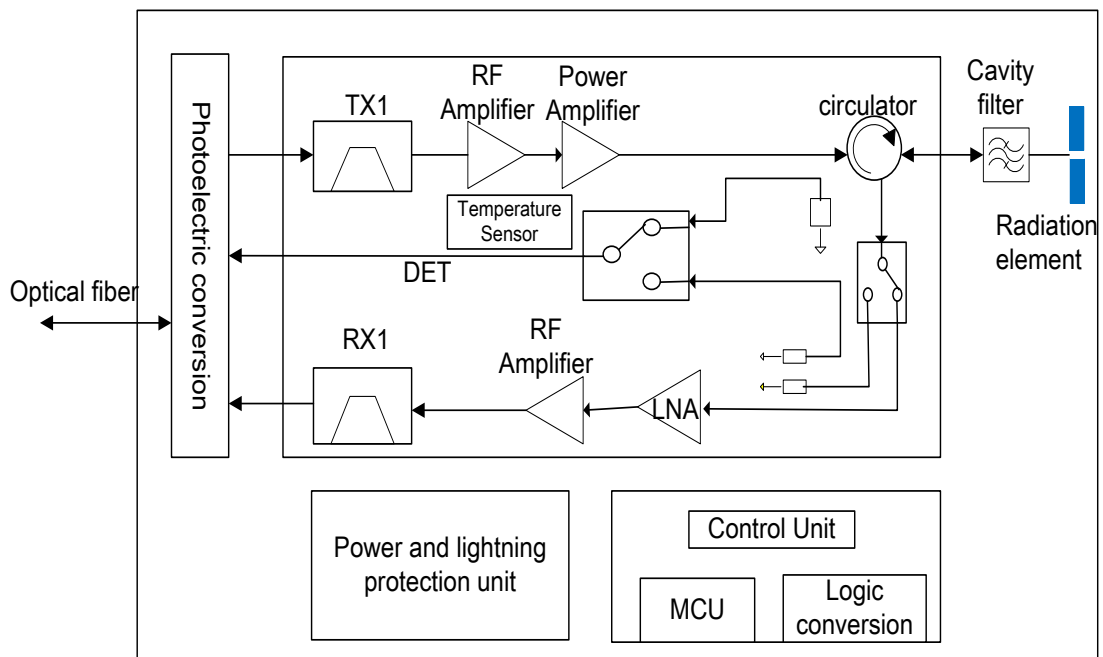 RF
Amplifier
Power
Amplifier
Cavity
filter
TX1
circulator
Photoelectric conversion
Temperature
Sensor
Radiation
element
DET
Optical fiber
RX1
RF
Amplifier
LNA
Power and lightning
protection unit
Control Unit
MCU
Logic
conversion